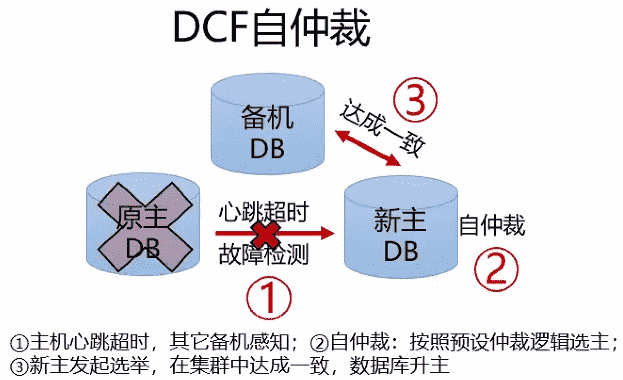 DCF自仲裁
备机
DB
③
达成一致
原主
DB
心跳超时
故障检测
①
新主
DB
自仲裁
②
①主机心跳超时，其它备机感知；②自仲裁：按照预设仲裁逻辑选主；
③新主发起选举，在集群中达成一致，数据库升主